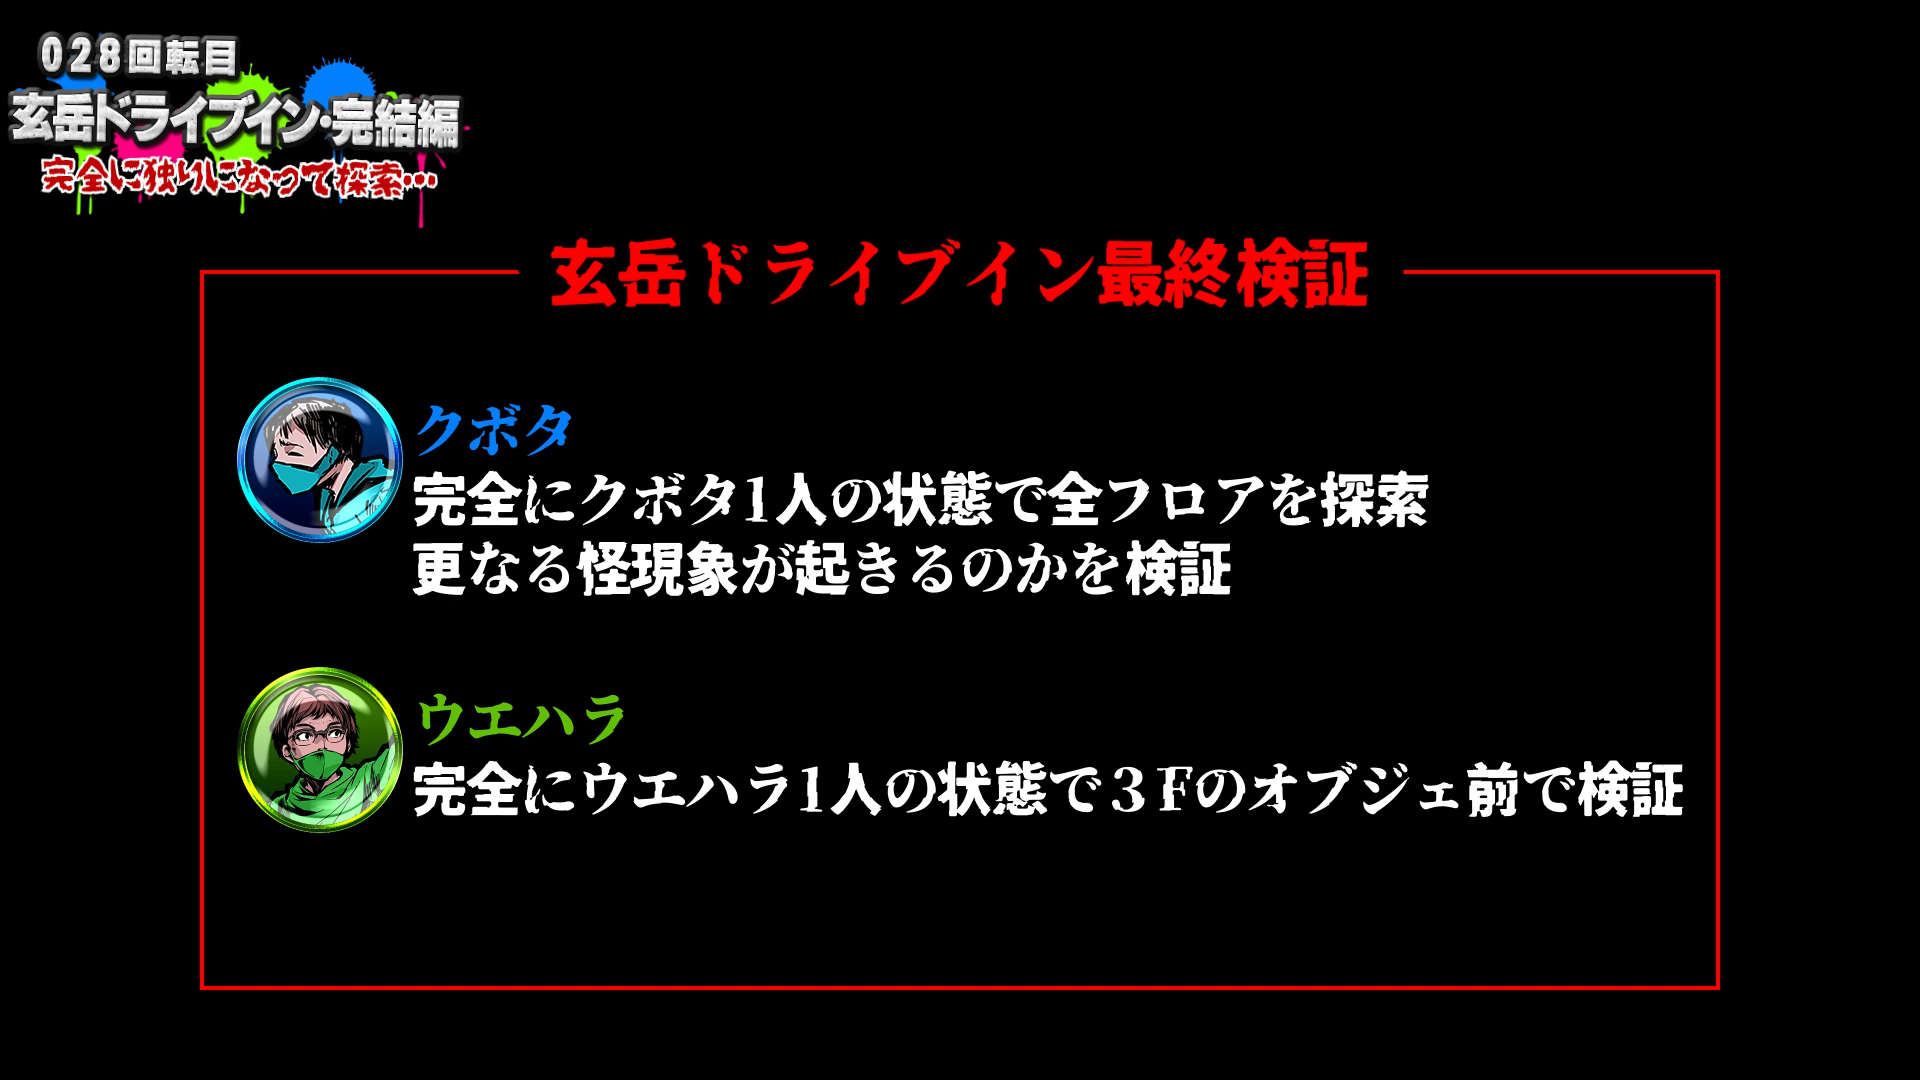 028回転目
玄岳ドライブイン・完結編
完全に独りになって探索…
玄岳ドライブイン最終検証
クボタ
完全にクボタ1人の状態で全フロアを探索
更なる怪現象が起きるのかを検証
ウエハラ
完全にウエハラ1人の状態で３Fのオブジェ前で検証